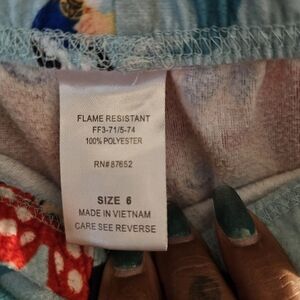 FLAME RESISTANT
FF3-71/5-74
100% POLYESTER
RN#87652
SIZE 6
MADE IN VIETNAM
CARE SEE REVERSE